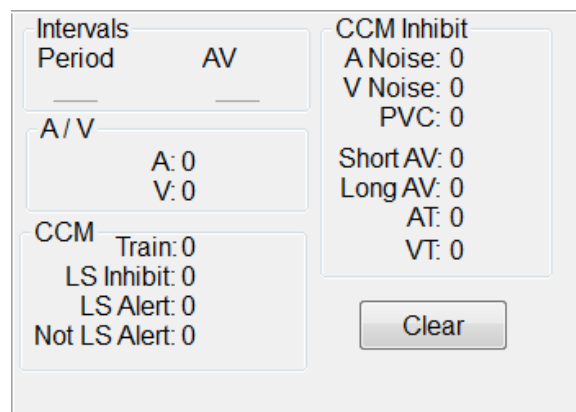 Intervals
Period AV
A / V
A: 0
V: 0
CCM
Train: 0
LS Inhibit: 0
LS Alert: 0
Not LS Alert: 0
CCM Inhibit
A Noise: 0
V Noise: 0
PVC: 0
Short AV: 0
Long AV: 0
AT: 0
VT: 0
Clear